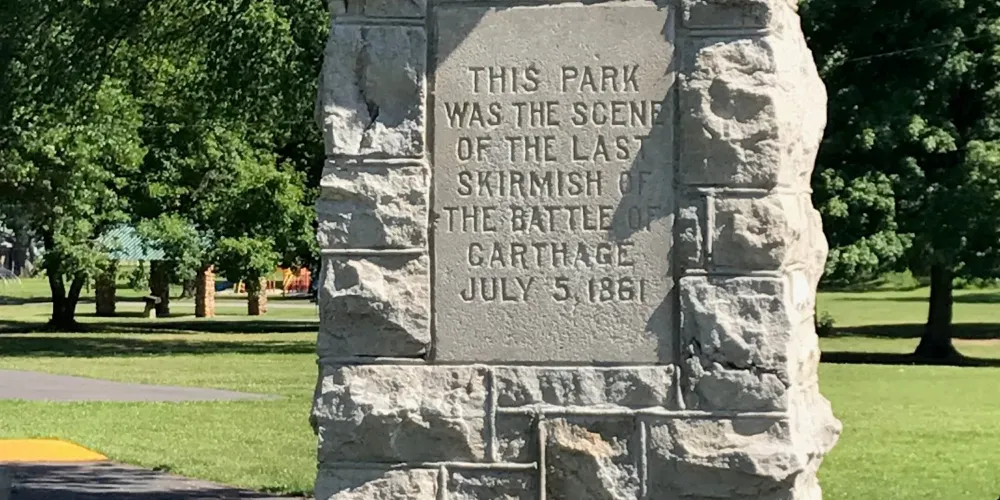 THIS PARK
WAS THE SCENE
OF THE LAST
SKIRMISH OF
THE BATTLE OF
CARTHAGE
JULY 5, 1861